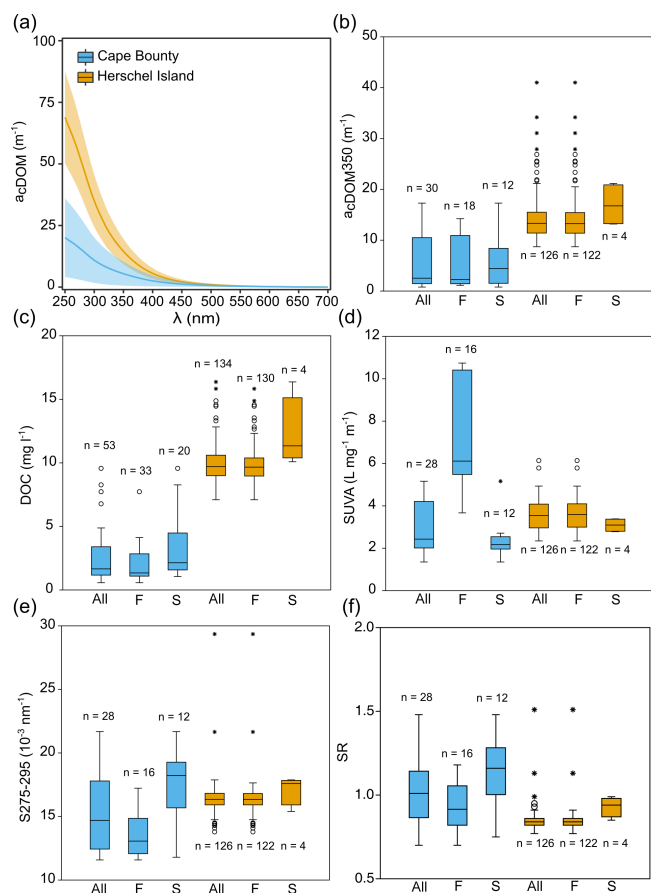 (a)
100
75
50
25
0
acDOM (m-1)
Cape Bounty
Herschel Island
250 300 350 400 450 500 550 600 650 700
λ (nm)
(b)
50
40
30
20
10
0
acDOM350 (m-1)
n = 30
n = 18
n = 12
n = 126
n = 122
n = 4
All F S All F S
(c)
20
15
10
5
0
DOC (mg l-1)
n = 53
n = 33
n = 20
n = 134
n = 130
n = 4
All F S All F S
(d)
12
10
8
6
4
2
0
SUVA (L mg-1 m-1)
n = 28
n = 16
n = 12
n = 126
n = 122
n = 4
All F S All F S
(e)
30
25
20
15
10
S275-295 (10-3 nm-1)
n = 28
n = 16
n = 12
n = 126
n = 122
n = 4
All F S All F S
(f)
2.0
1.5
1.0
0.5
SR
n = 28
n = 16
n = 12
n = 126
n = 122
n = 4
All F S All F S